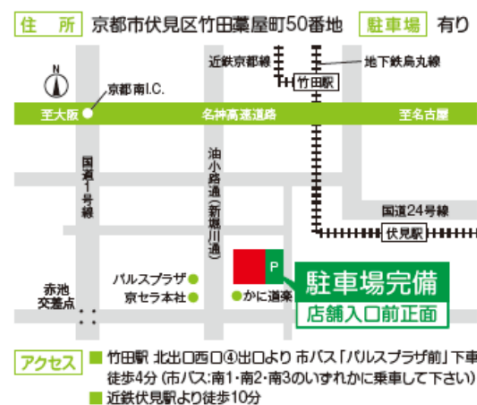 住 所 京都市伏見区竹田藁屋町50番地 駐車場 有り
近鉄京都線
地下鉄烏丸線
N
竹田駅
京都南I.C.
至大阪 名神高速道路 至名古屋
国道1号線
油小路通(新堀川通)
国道24号線
伏見駅
P
パルスプラザ
京セラ本社
かに道楽
赤池
交差点
駐車場完備
店舗入口前正面
アクセス ■竹田駅 北出口西口④出口より 市バス「パルスプラザ前」下車
徒歩4分(市バス:南1・南2・南3のいずれかに乗車して下さい)
■近鉄伏見駅より徒歩10分